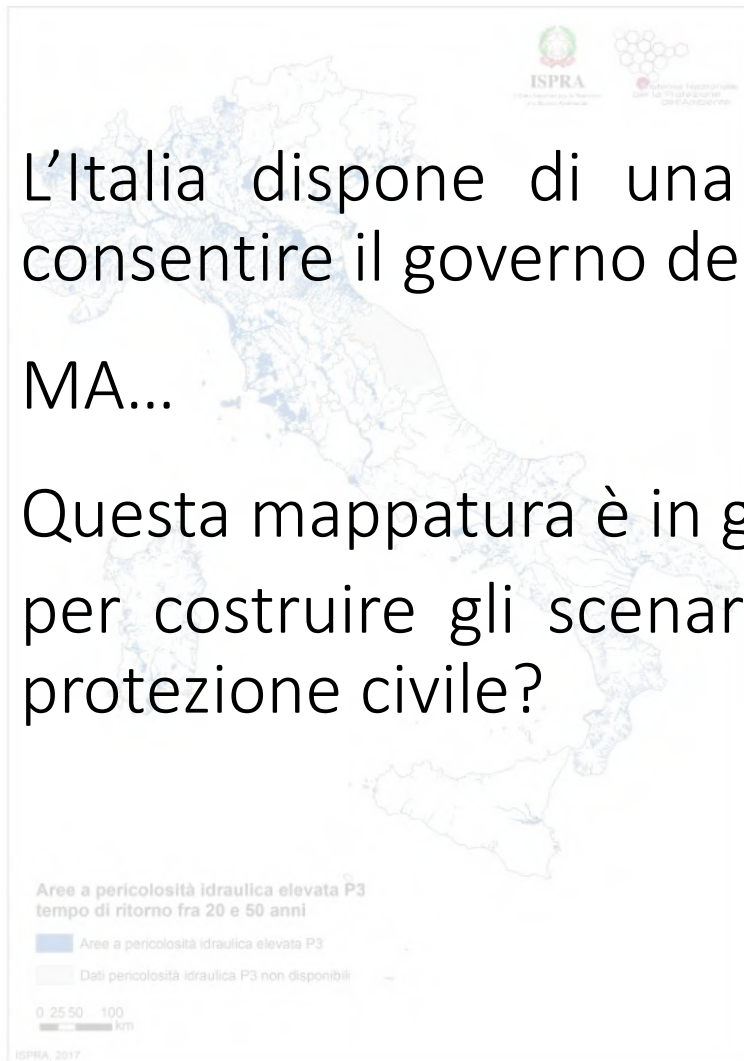 ISPRA
L’Italia dispone di una
consentire il governo de
MA…
Questa mappatura è in g
per costruire gli scenar
protezione civile?
Aree a pericolosità idraulica elevata P3
tempo di ritorno fra 20 e 50 anni
Aree a pericolosità idraulica elevata P3
Dati pericolosità idraulica P3 non disponibili
0 25 50 100
km
ISPRA, 2017